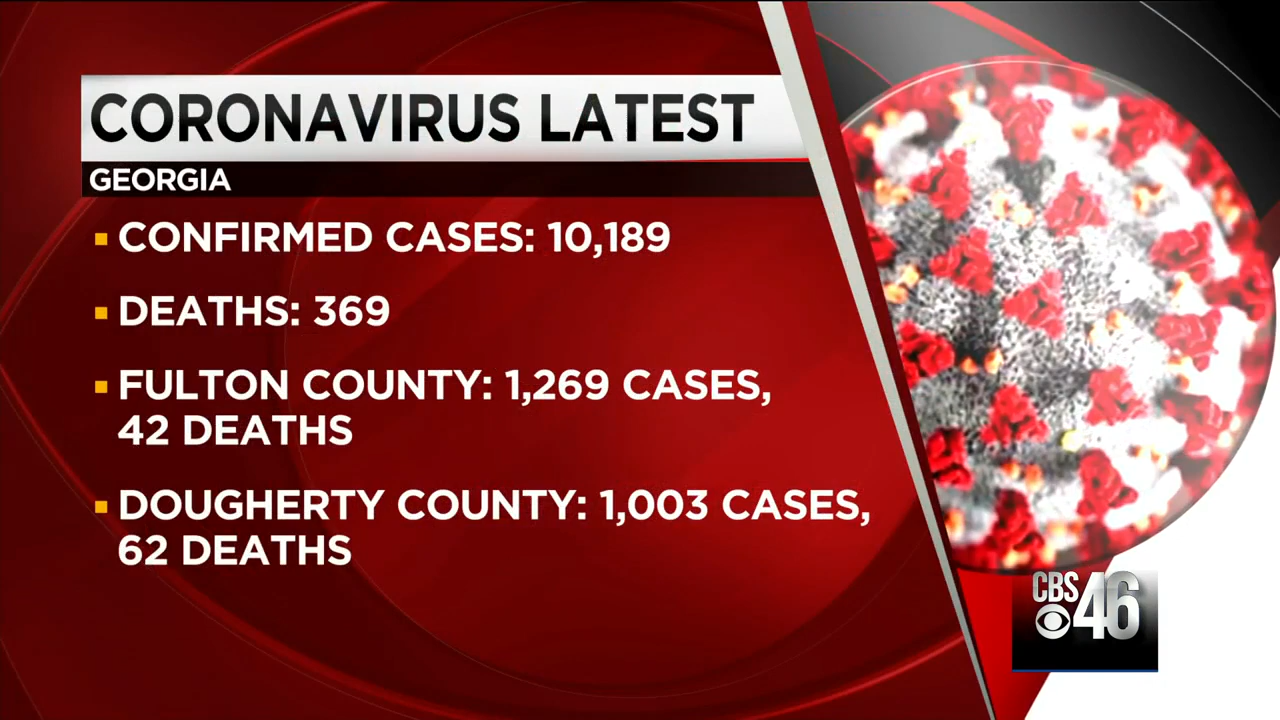 CORONAVIRUS LATEST
GEORGIA
▪ CONFIRMED CASES: 10,189
▪ DEATHS: 369
▪ FULTON COUNTY: 1,269 CASES,
42 DEATHS
▪ DOUGHERTY COUNTY: 1,003 CASES,
62 DEATHS
CBS 46